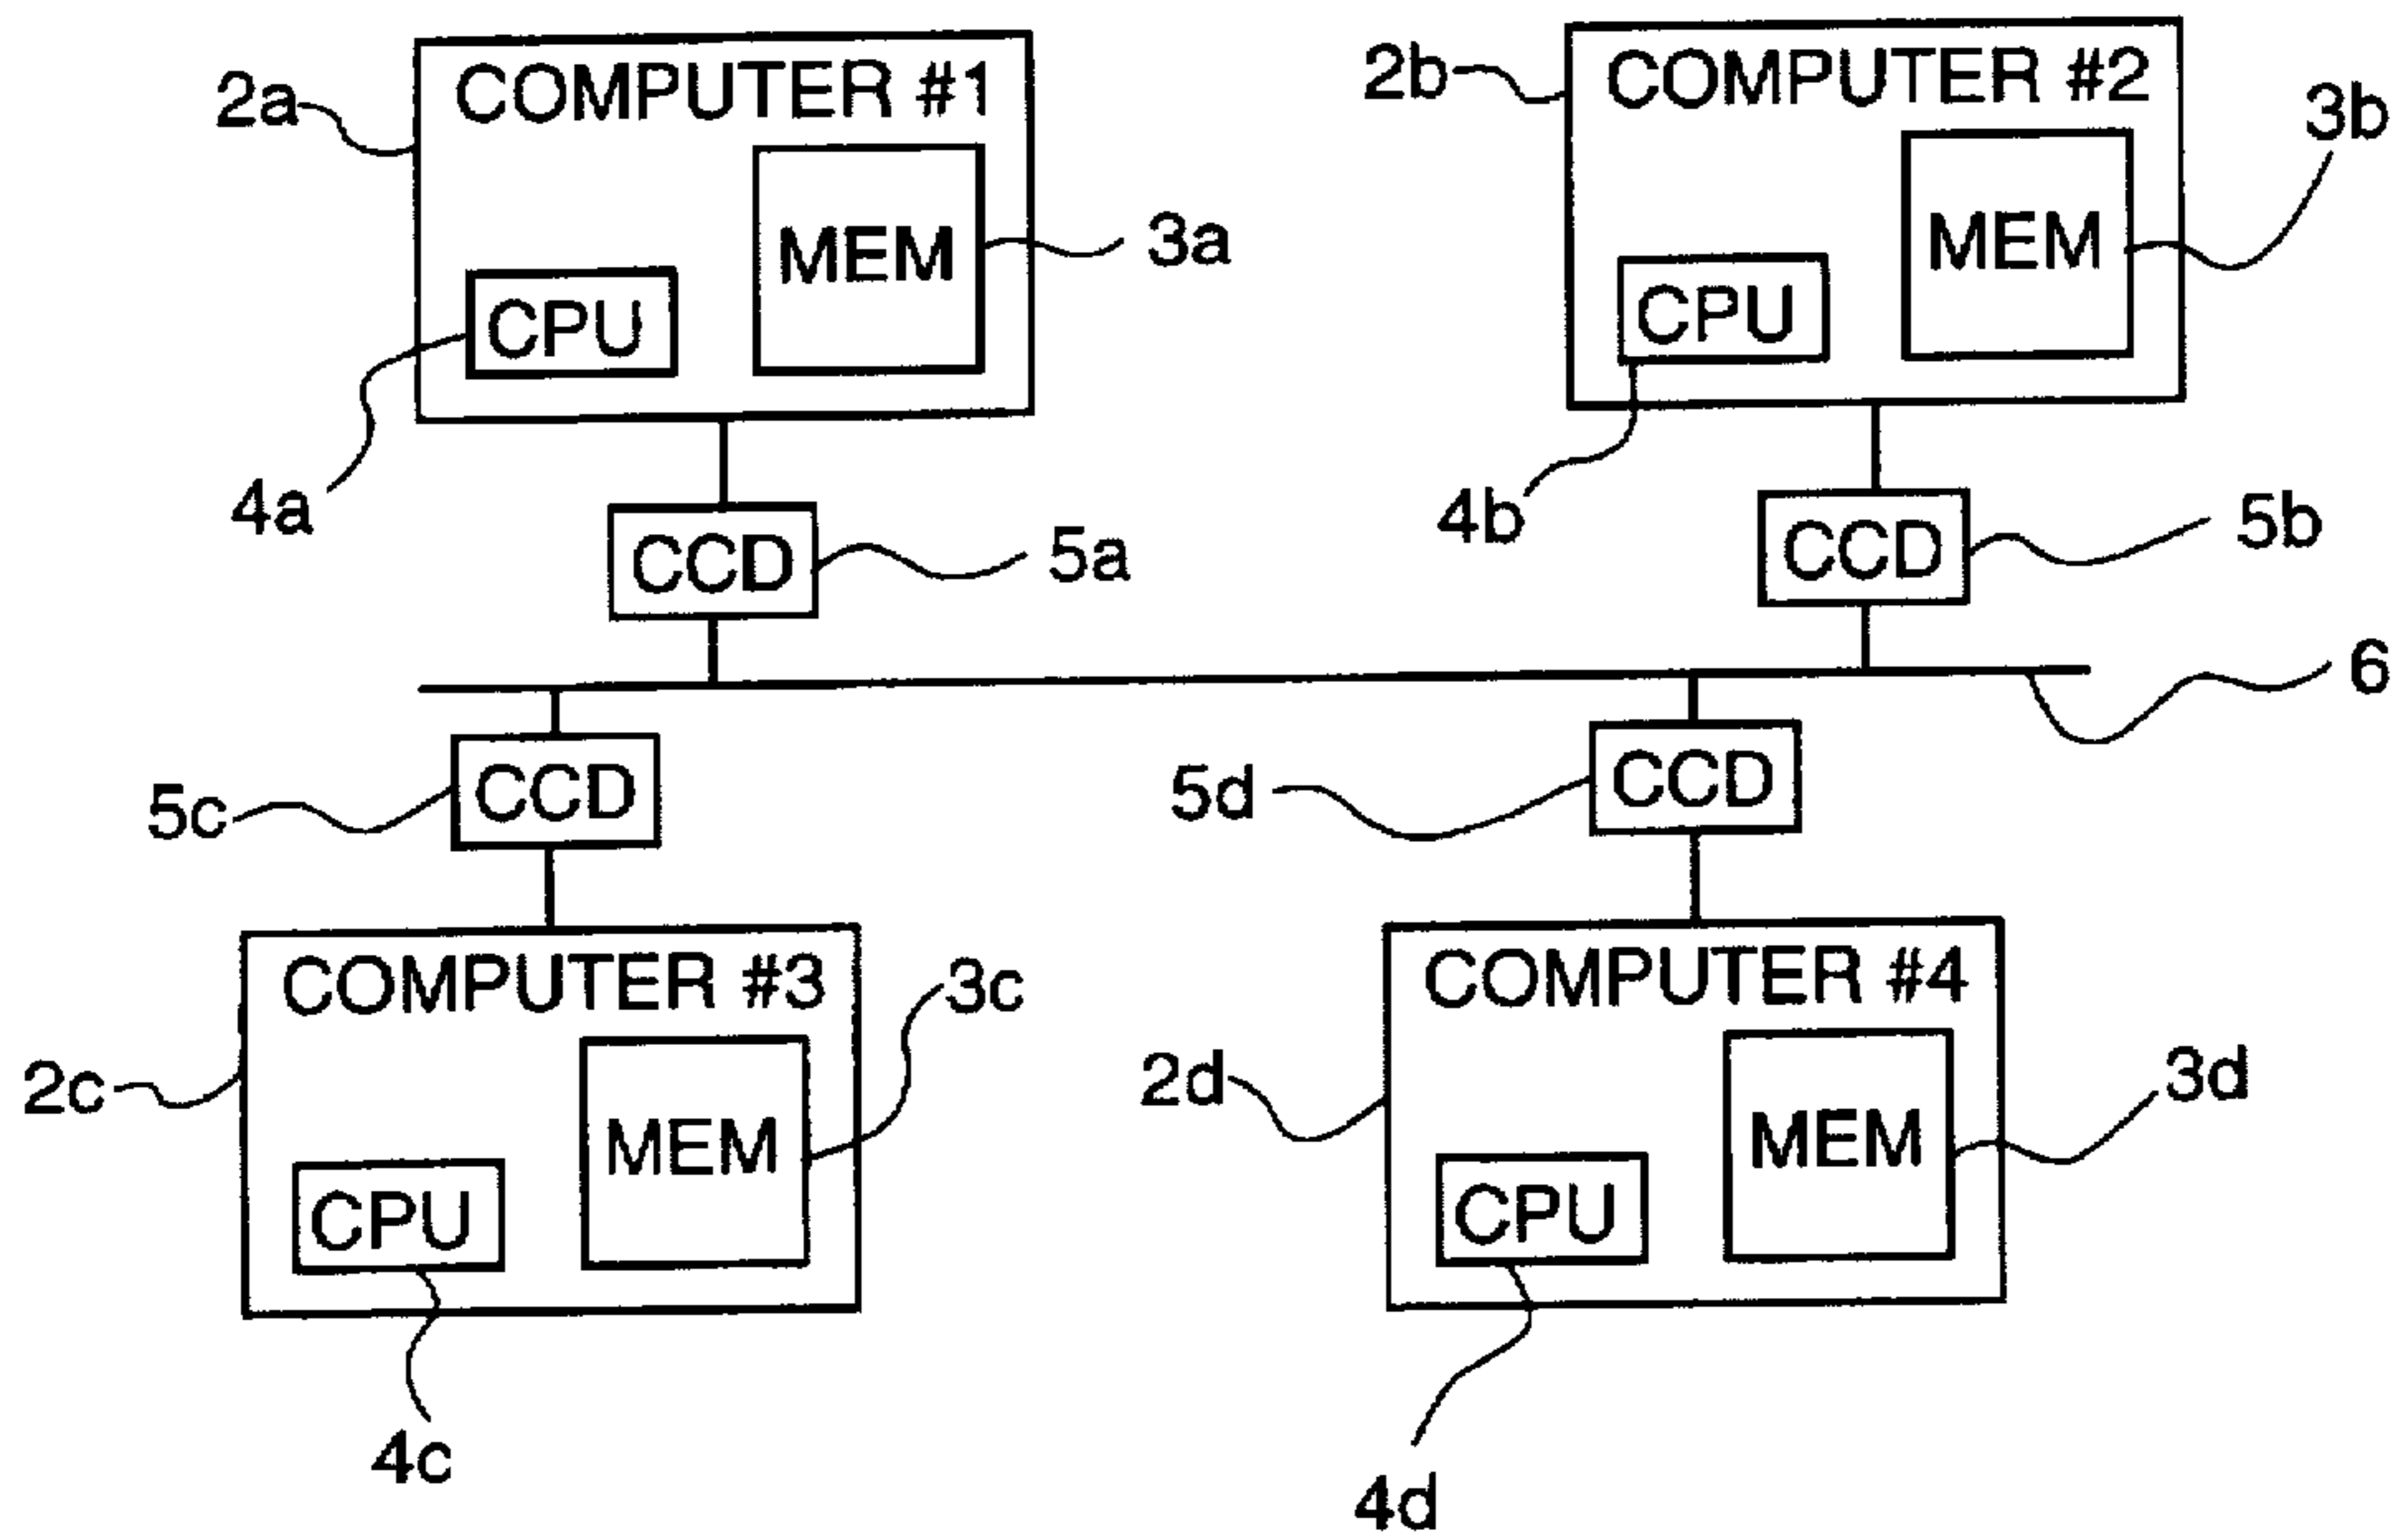 2a
COMPUTER #1
MEM
3a
CPU
4a
CCD
5a
2b
COMPUTER #2
3b
MEM
CPU
4b
CCD
5b
6
5c
CCD
5d
CCD
COMPUTER #3
3c
2c
MEM
CPU
4c
COMPUTER #4
2d
3d
MEM
CPU
4d